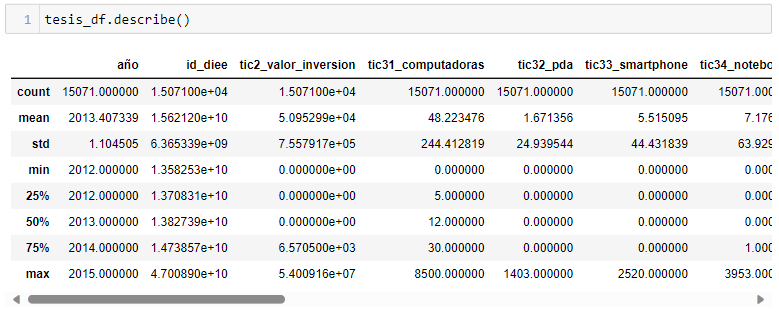 1 tesis_df.describe()
año id_diee tic2_valor_inversion tic31_computadoras tic32_pda tic33_smartphone tic34_notebo
count 15071.000000 1.507100e+04 1.507100e+04 15071.000000 15071.000000 15071.000000 15071.000
mean 2013.407339 1.562120e+10 5.095299e+04 48.223476 1.671356 5.515095 7.176
std 1.104505 6.365339e+09 7.557917e+05 244.412819 24.939544 44.431839 63.929
min 2012.000000 1.358253e+10 0.000000e+00 0.000000 0.000000 0.000000 0.000
25% 2012.000000 1.370831e+10 0.000000e+00 5.000000 0.000000 0.000000 0.000
50% 2013.000000 1.382739e+10 0.000000e+00 12.000000 0.000000 0.000000 0.000
75% 2014.000000 1.473857e+10 6.570500e+03 30.000000 0.000000 0.000000 1.000
max 2015.000000 4.700890e+10 5.400916e+07 8500.000000 1403.000000 2520.000000 3953.000